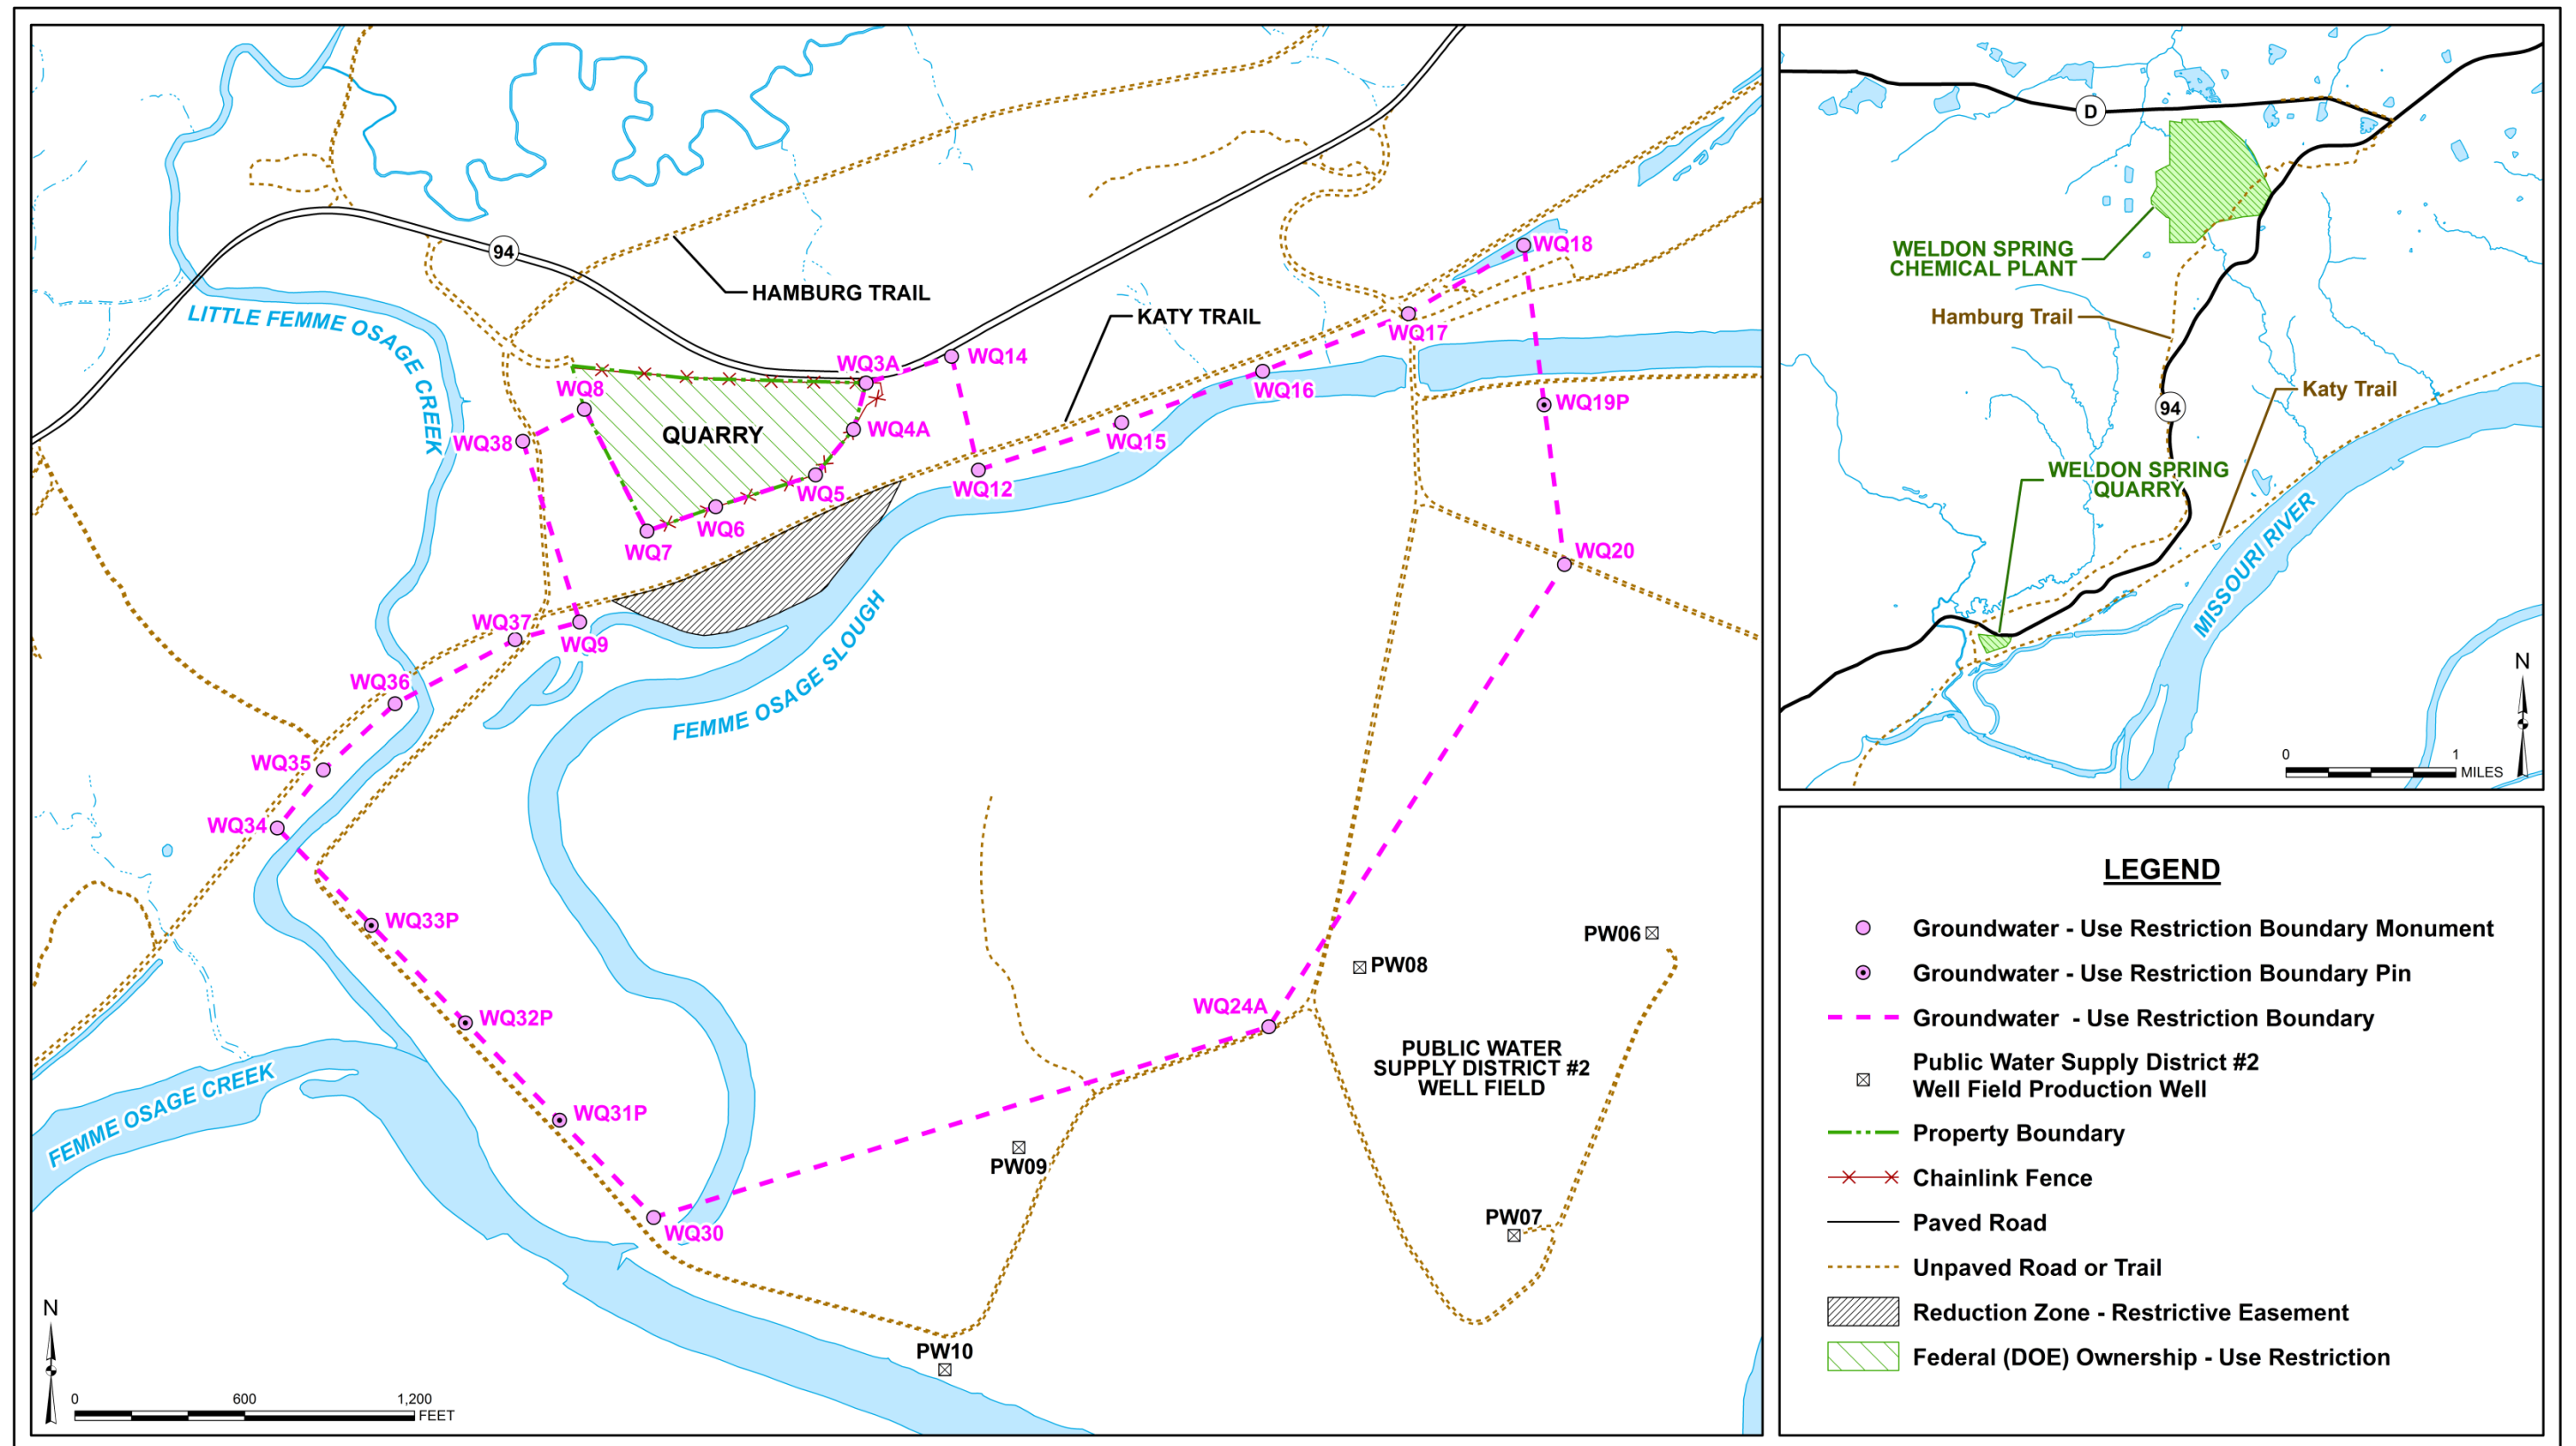 WQ18
94
HAMBURG TRAIL
LITTLE FEMME OSAGE CREEK
KATY TRAIL
WQ17
WQ3A
WQ14
WQ8
WQ16
WQ19P
QUARRY
WQ4A
WQ38
WQ15
WQ5
WQ12
WQ6
WQ7
WQ20
WQ37
WQ9
FEMME OSAGE SLOUGH
WQ36
WQ35
WQ34
WQ33P
PW06
PW08
WQ24A
WQ32P
PUBLIC WATER
SUPPLY DISTRICT #2
WELL FIELD
FEMME OSAGE CREEK
WQ31P
PW09
PW07
WQ30
PW10
N
0 600 1,200
FEET
D
WELDON SPRING
CHEMICAL PLANT
Hamburg Trail
Katy Trail
94
WELDON SPRING
QUARRY
MISSOURI RIVER
N
0 1
MILES
LEGEND
Groundwater - Use Restriction Boundary Monument
Groundwater - Use Restriction Boundary Pin
Groundwater - Use Restriction Boundary
Public Water Supply District #2
Well Field Production Well
Property Boundary
Chainlink Fence
Paved Road
Unpaved Road or Trail
Reduction Zone - Restrictive Easement
Federal (DOE) Ownership - Use Restriction